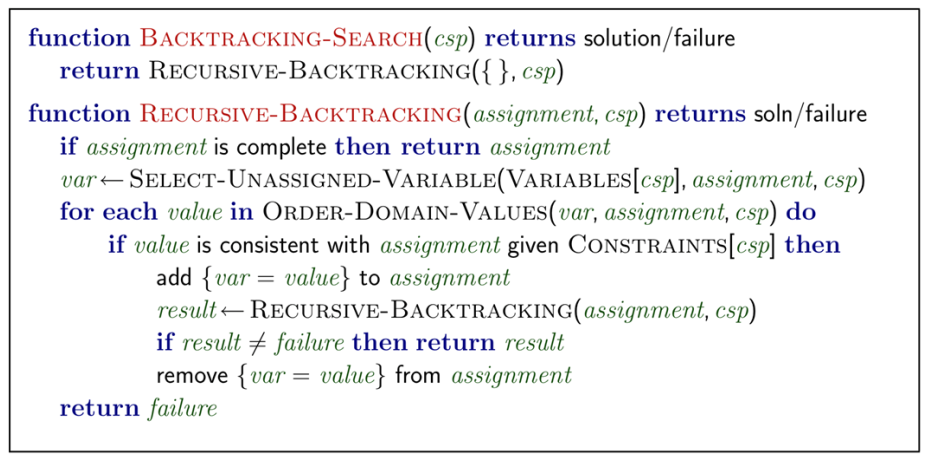 function BACKTRACKING-SEARCH(csp) returns solution/failure
return RECURSIVE-BACKTRACKING({ }, csp)
function RECURSIVE-BACKTRACKING(assignment, csp) returns soln/failure
if assignment is complete then return assignment
var ← SELECT-UNASSIGNED-VARIABLE(VARIABLES[csp], assignment, csp)
for each value in ORDER-DOMAIN-VALUES(var, assignment, csp) do
if value is consistent with assignment given CONSTRAINTS[csp] then
add {var = value} to assignment
result ← RECURSIVE-BACKTRACKING(assignment, csp)
if result ≠ failure then return result
remove {var = value} from assignment
return failure